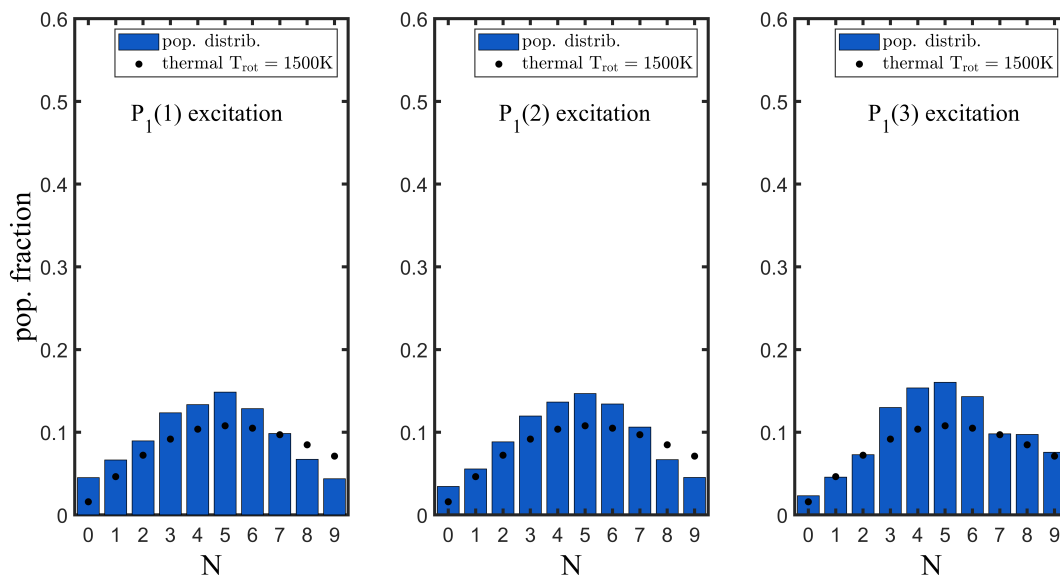 pop. fraction
0.6
0.5
0.4
0.3
0.2
0.1
0
pop. distrib.
thermal T_rot = 1500K
P_1(1) excitation
0 1 2 3 4 5 6 7 8 9
N
0.6
0.5
0.4
0.3
0.2
0.1
0
pop. distrib.
thermal T_rot = 1500K
P_1(2) excitation
0 1 2 3 4 5 6 7 8 9
N
0.6
0.5
0.4
0.3
0.2
0.1
0
pop. distrib.
thermal T_rot = 1500K
P_1(3) excitation
0 1 2 3 4 5 6 7 8 9
N